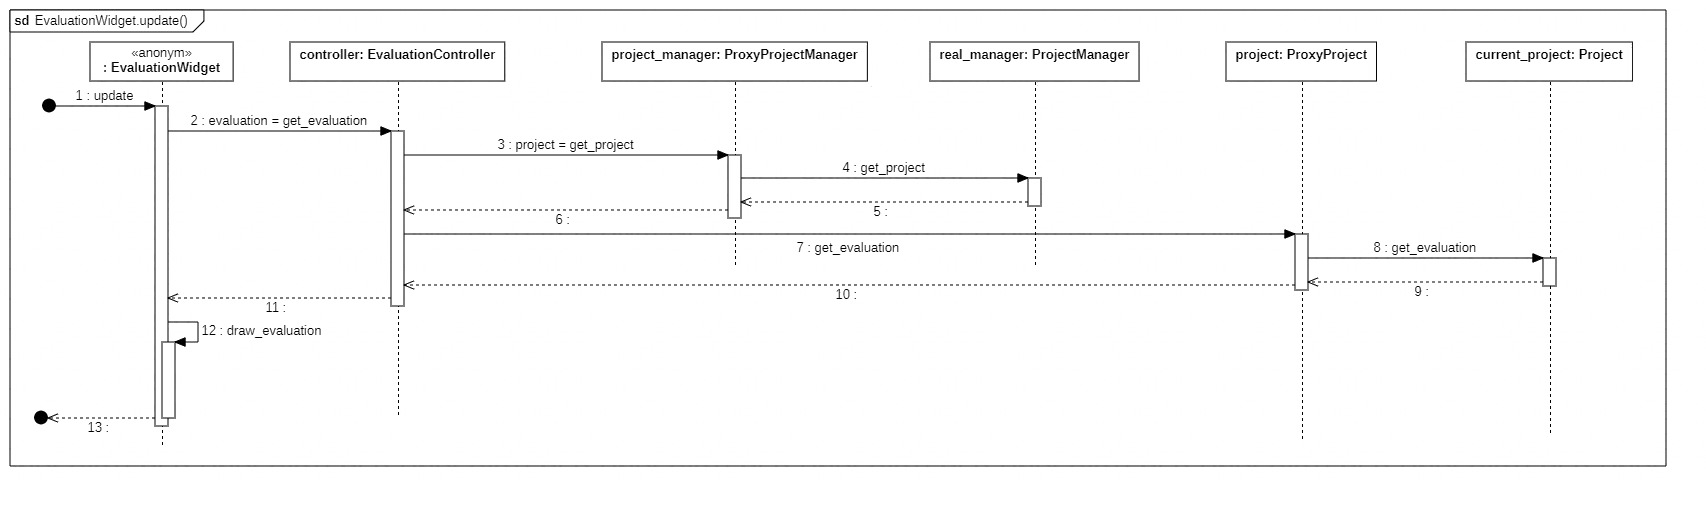 sd EvaluationWidget.update()
«anonym»
: EvaluationWidget
controller: EvaluationController
project_manager: ProxyProjectManager
real_manager: ProjectManager
project: ProxyProject
current_project: Project
1 : update
2 : evaluation = get_evaluation
3 : project = get_project
4 : get_project
5 :
6 :
7 : get_evaluation
8 : get_evaluation
9 :
10 :
11 :
12 : draw_evaluation
13 :